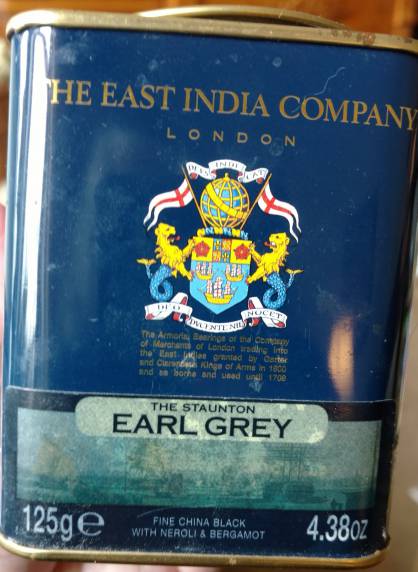 THE EAST INDIA COMPANY
LONDON
DEUS INDICAT
DEO DUCENTE NIL NOCET
The Armorial Bearings of the Company
of Merchants of London trading into
the East Indies granted by Garter
and Clarenceux Kings of Arms in 1600
and as borne and used until 1709
THE STAUNTON
EARL GREY
125g e
FINE CHINA BLACK
WITH NEROLI & BERGAMOT
4.38oz